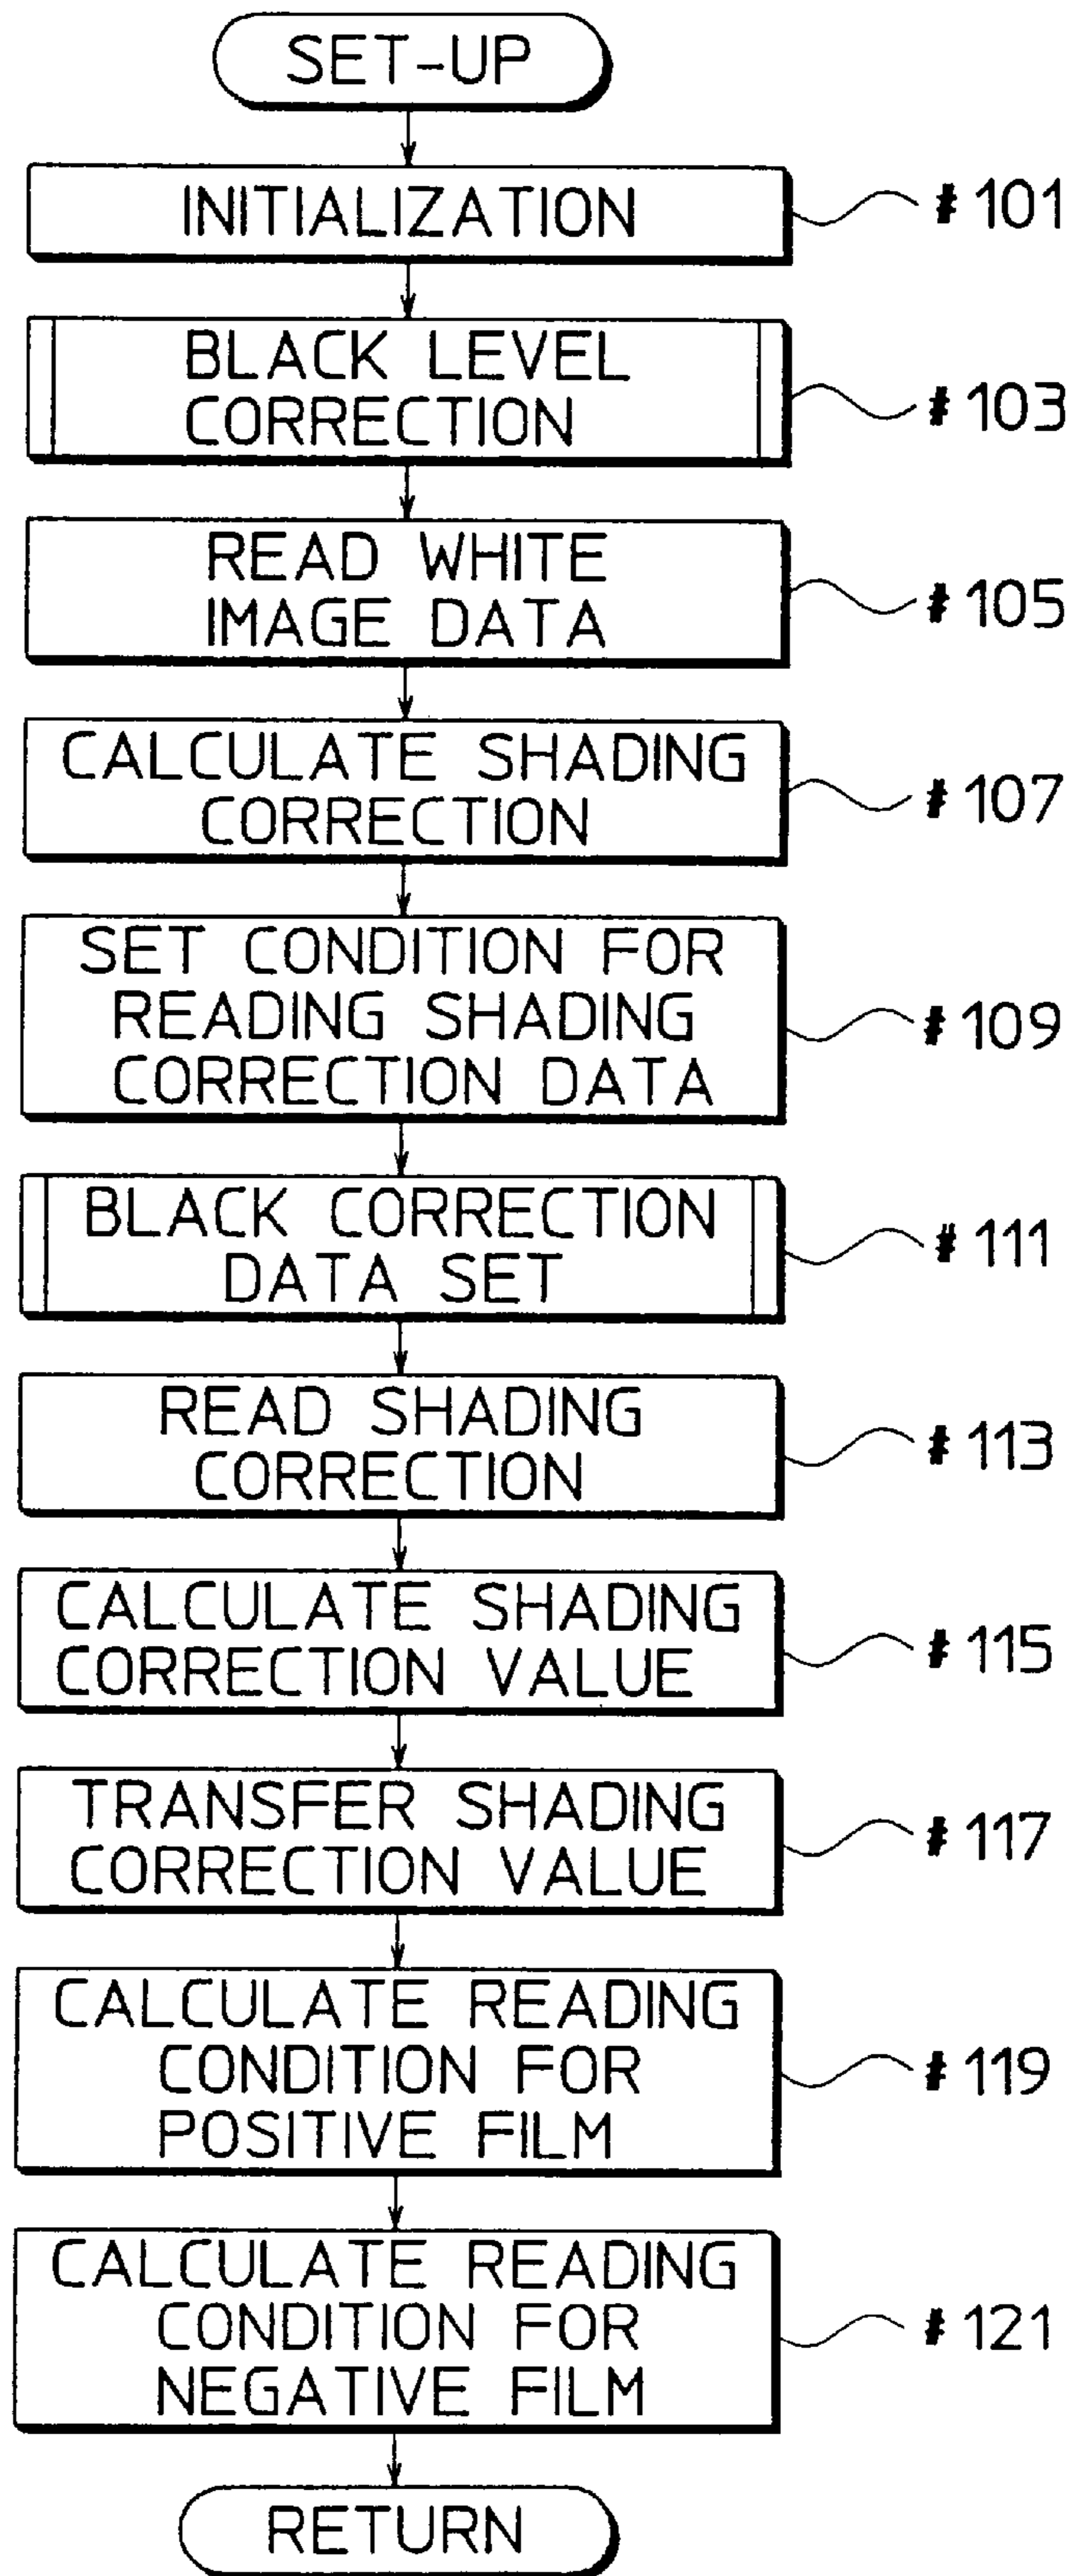 SET-UP
INITIALIZATION
# 101
BLACK LEVEL
CORRECTION
# 103
READ WHITE
IMAGE DATA
# 105
CALCULATE SHADING
CORRECTION
# 107
SET CONDITION FOR
READING SHADING
CORRECTION DATA
# 109
BLACK CORRECTION
DATA SET
# 111
READ SHADING
CORRECTION
# 113
CALCULATE SHADING
CORRECTION VALUE
# 115
TRANSFER SHADING
CORRECTION VALUE
# 117
CALCULATE READING
CONDITION FOR
POSITIVE FILM
# 119
CALCULATE READING
CONDITION FOR
NEGATIVE FILM
# 121
RETURN